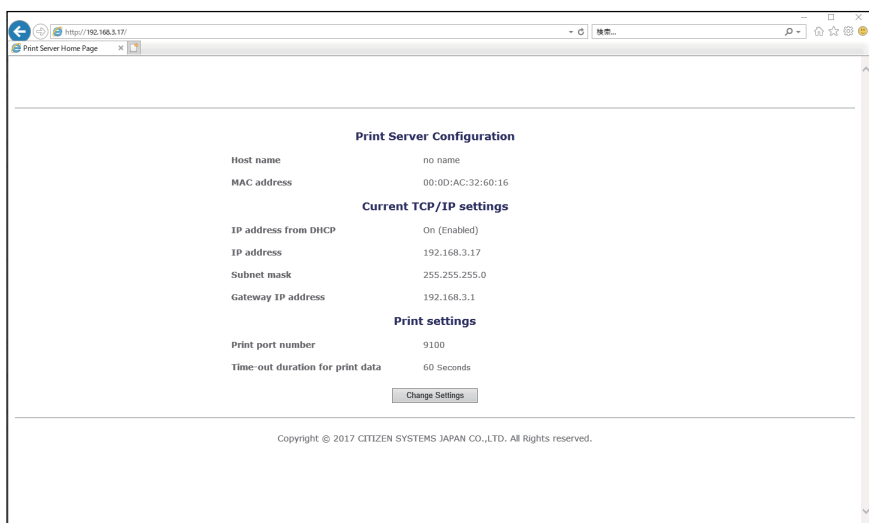 http://192.168.3.17/
検索...
Print Server Home Page
Print Server Configuration
Host name no name
MAC address 00:0D:AC:32:60:16
Current TCP/IP settings
IP address from DHCP On (Enabled)
IP address 192.168.3.17
Subnet mask 255.255.255.0
Gateway IP address 192.168.3.1
Print settings
Print port number 9100
Time-out duration for print data 60 Seconds
Change Settings
Copyright © 2017 CITIZEN SYSTEMS JAPAN CO.,LTD. All Rights reserved.